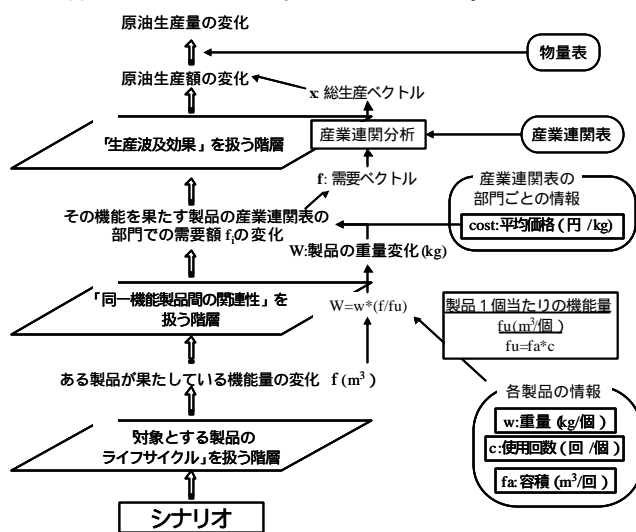 原油生産量の変化
物量表
原油生産額の変化
x:総生産ベクトル
産業連関分析
産業連関表
「生産波及効果」を扱う階層
f:需要ベクトル
産業連関表の
部門ごとの情報
cost:平均価格(円/kg)
その機能を果たす製品の産業連関表の
部門での需要額fiの変化
W:製品の重量変化(kg)
「同一機能製品間の関連性」を
扱う階層
W=w*(f/fu)
製品1個当たりの機能量
fu(m³/個)
fu=fa*c
ある製品が果たしている機能量の変化 f(m³)
各製品の情報
w:重量(kg/個)
c:使用回数(回/個)
fa:容積(m³/回)
「対象とする製品の
ライフサイクル」を扱う階層
シナリオ